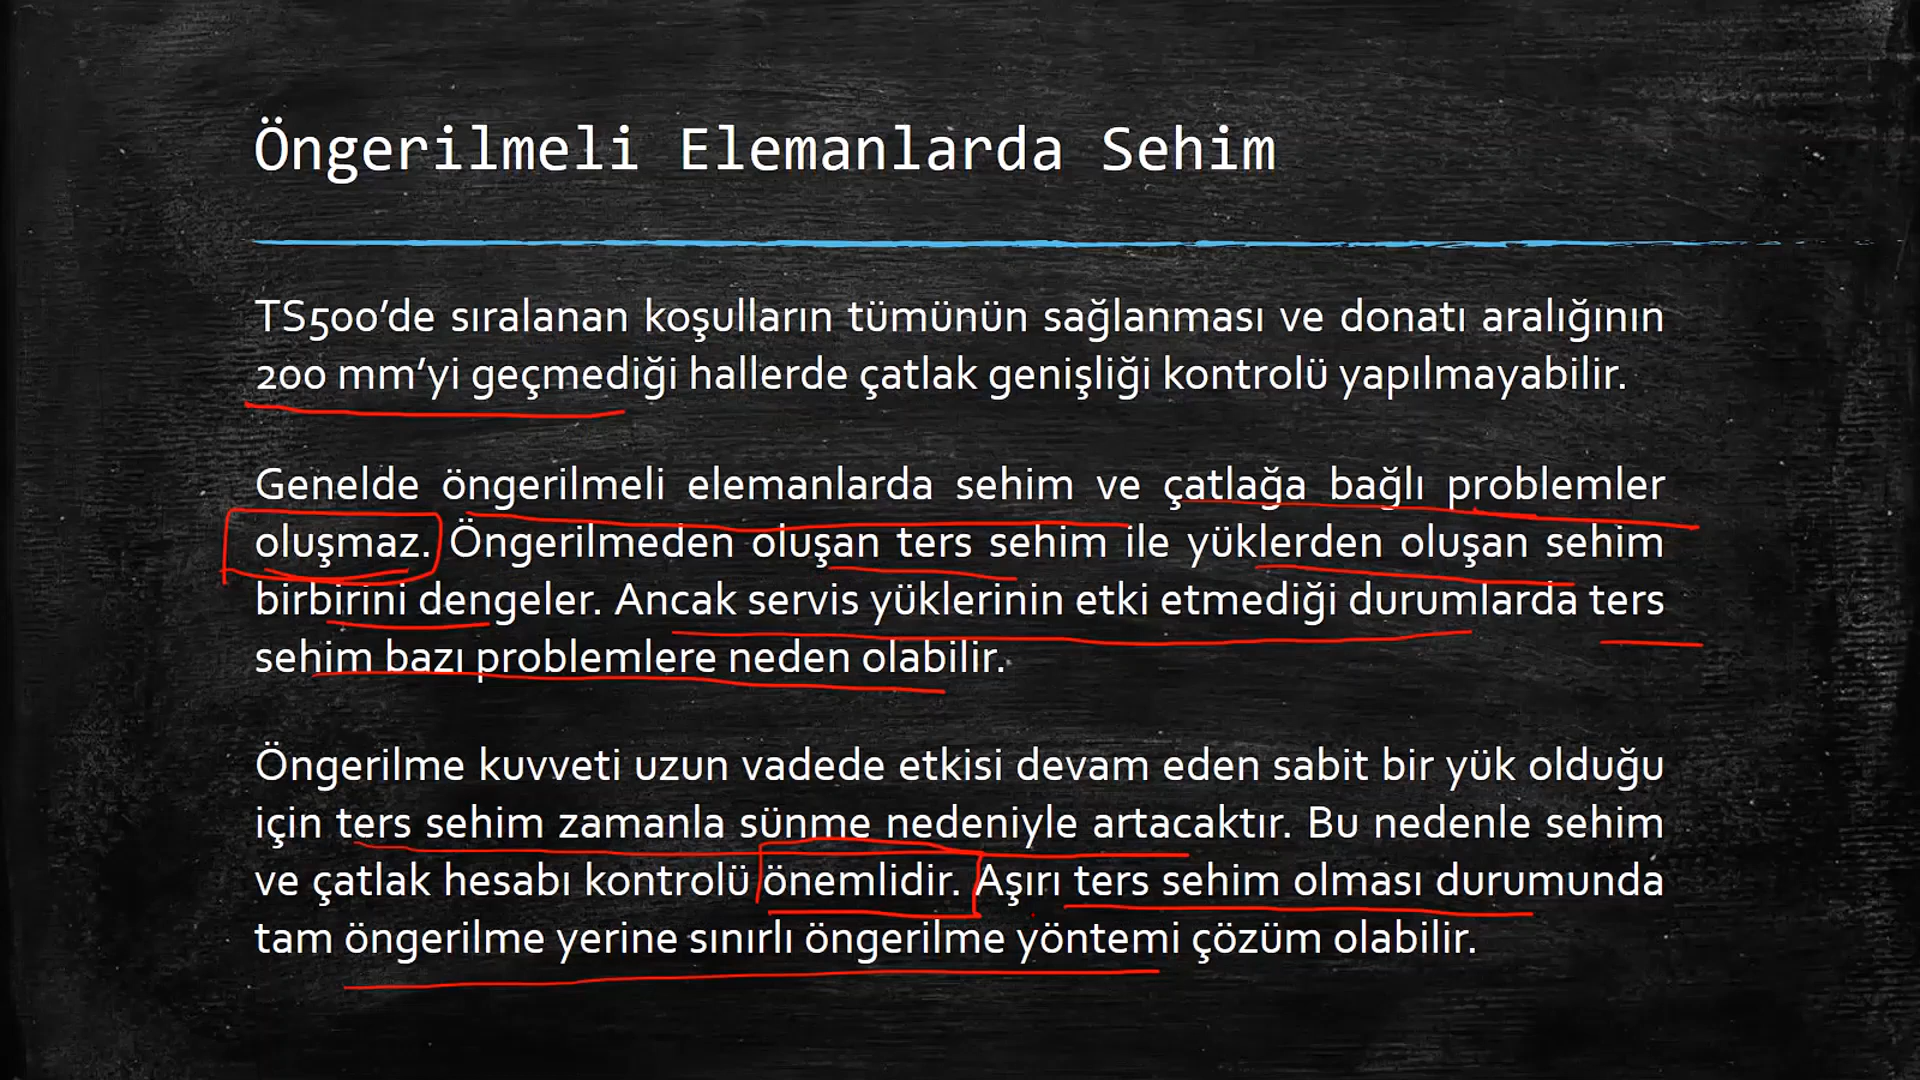 Öngerilmeli Elemanlarda Sehim
TS500’de sıralanan koşulların tümünün sağlanması ve donatı aralığının
200 mm’yi geçmediği hallerde çatlak genişliği kontrolü yapılmayabilir.
Genelde öngerilmeli elemanlarda sehim ve çatlağa bağlı problemler
oluşmaz. Öngerilmeden oluşan ters sehim ile yüklerden oluşan sehim
birbirini dengeler. Ancak servis yüklerinin etki etmediği durumlarda ters
sehim bazı problemlere neden olabilir.
Öngerilme kuvveti uzun vadede etkisi devam eden sabit bir yük olduğu
için ters sehim zamanla sünme nedeniyle artacaktır. Bu nedenle sehim
ve çatlak hesabı kontrolü önemlidir. Aşırı ters sehim olması durumunda
tam öngerilme yerine sınırlı öngerilme yöntemi çözüm olabilir.